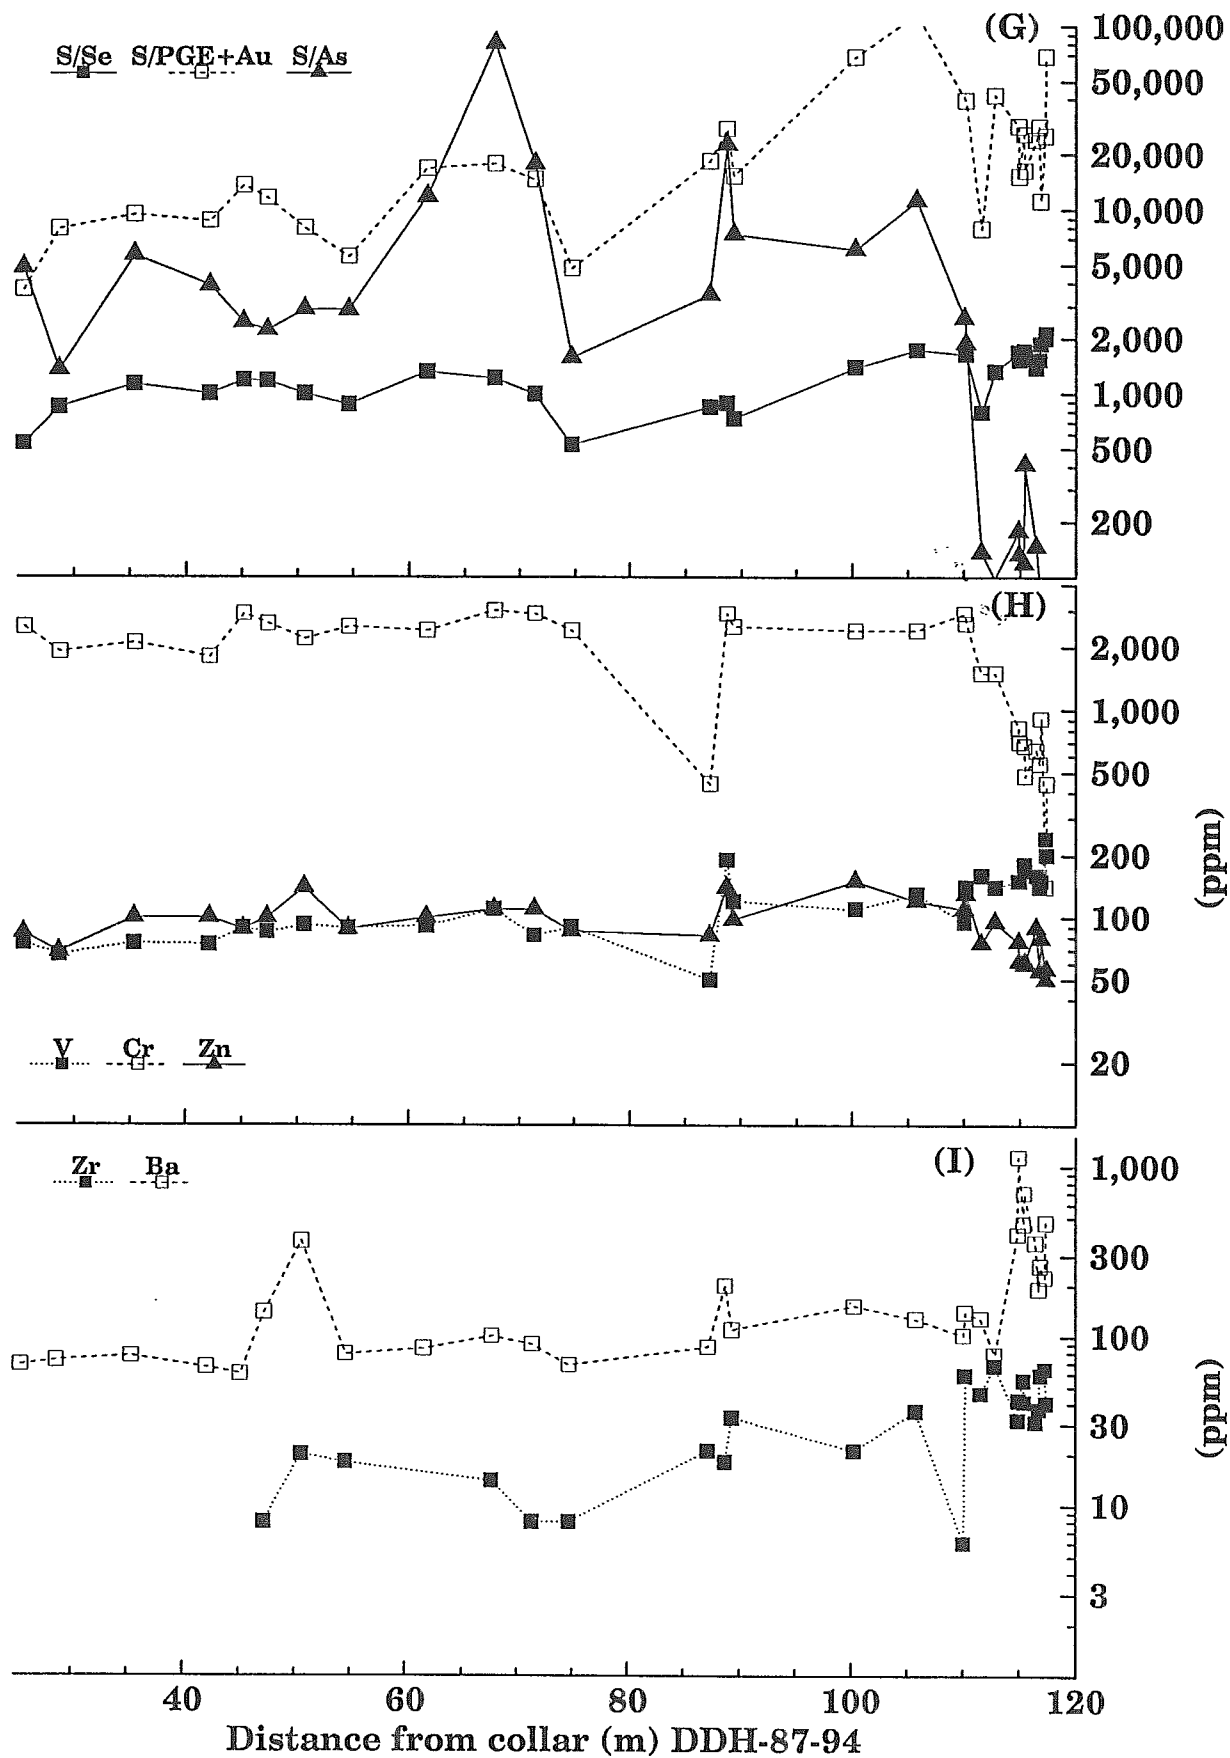 (G)
S/Se S/PGE+Au S/As
100,000
50,000
20,000
10,000
5,000
2,000
1,000
500
200
(H)
2,000
1,000
500
200
100
50
20
(ppm)
V Cr Zn
Zr Ba
(I)
1,000
300
100
30
10
3
(ppm)
40 60 80 100 120
Distance from collar (m) DDH-87-94